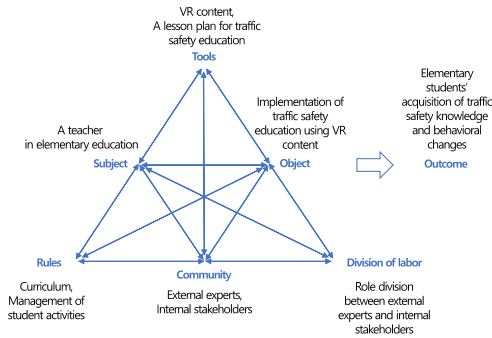 VR content,
A lesson plan for traffic
safety education
Tools
Implementation of
traffic safety
education using VR
content
Object
A teacher
in elementary education
Subject
Elementary
students'
acquisition of traffic
safety knowledge
and behavioral
changes
Outcome
Rules
Curriculum,
Management of
student activities
Community
External experts,
Internal stakeholders
Division of labor
Role division
between external
experts and internal
stakeholders